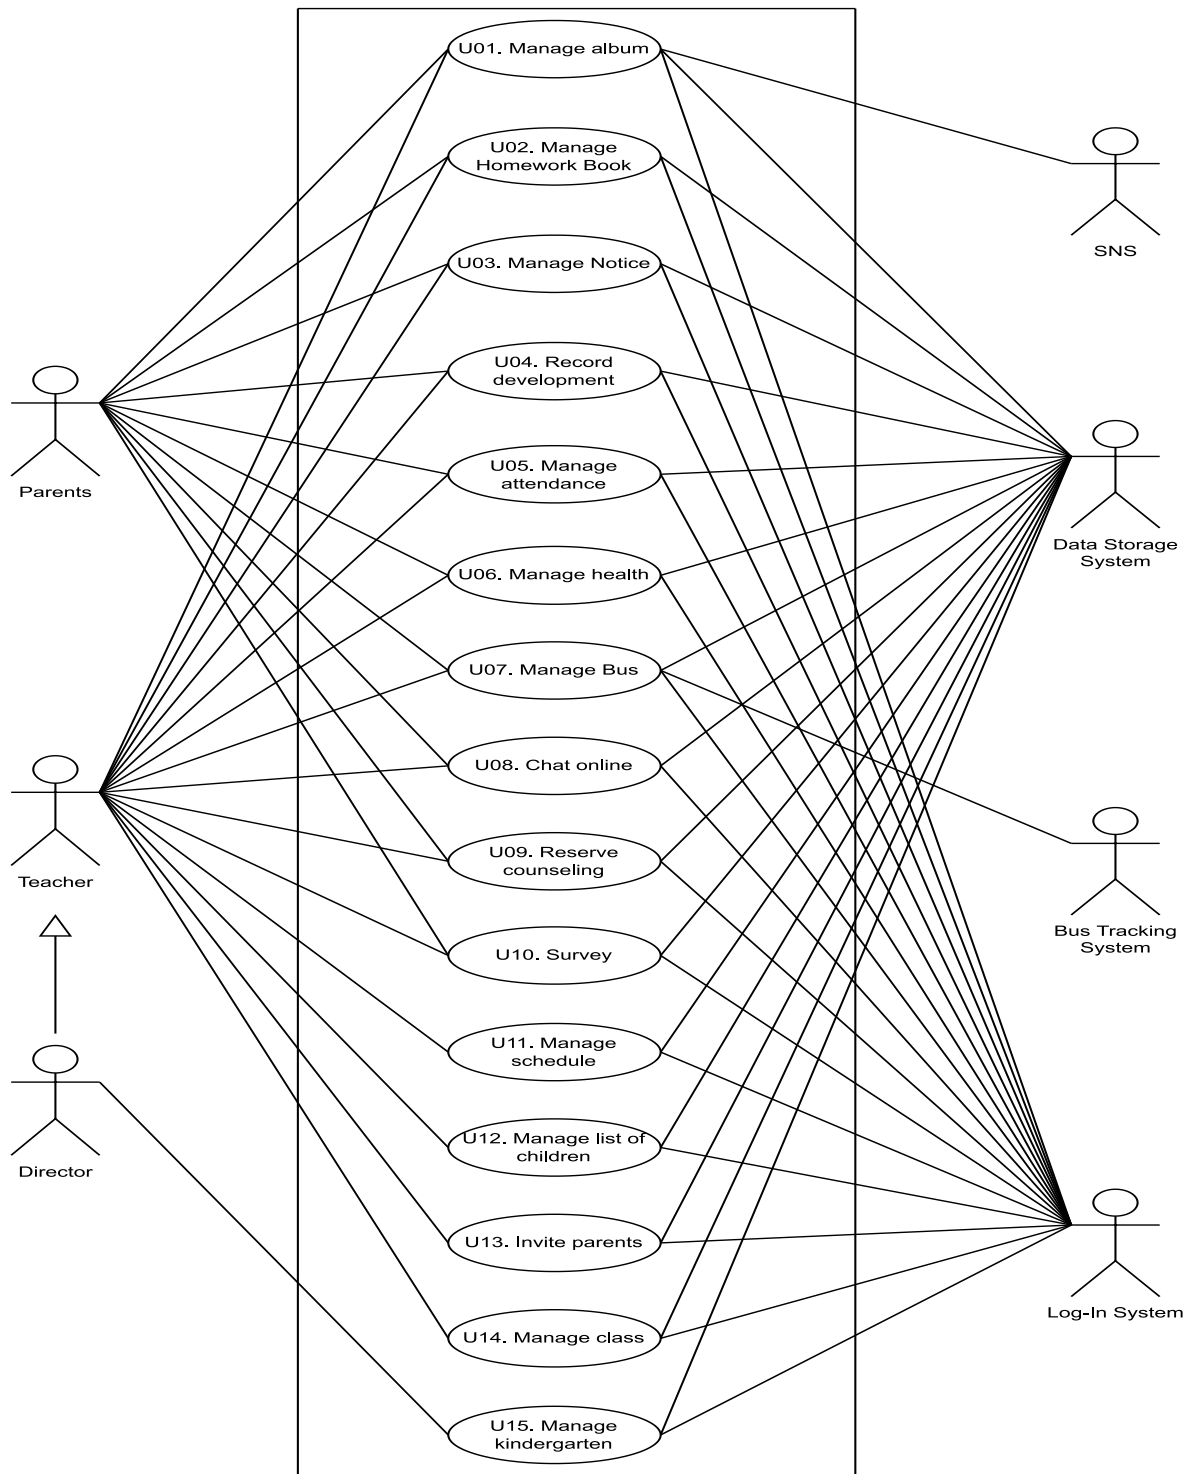 U01. Manage album
U02. Manage
Homework Book
SNS
U03. Manage Notice
U04. Record
development
Parents
U05. Manage
attendance
Data Storage
System
U06. Manage health
U07. Manage Bus
U08. Chat online
U09. Reserve
counseling
Teacher
Bus Tracking
System
U10. Survey
U11. Manage
schedule
U12. Manage list of
children
Director
U13. Invite parents
Log-In System
U14. Manage class
U15. Manage
kindergarten